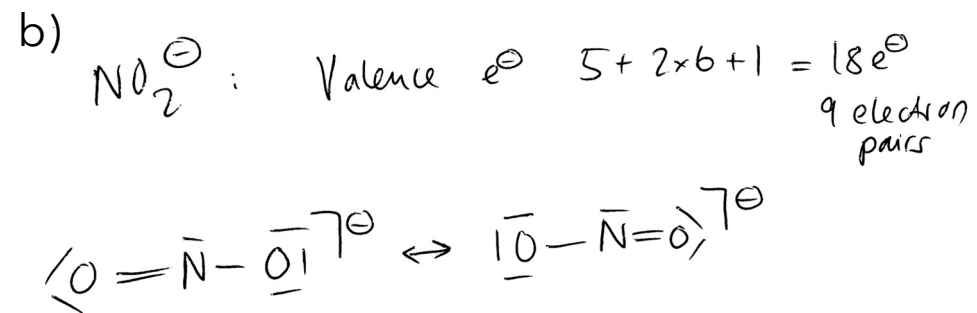 b)
NO₂⊖ : Valence e⊖ 5 + 2×6 + 1 = 18e⊖
9 electron
pairs
⟨O = N̄ – O̲̅| ⌉⊖ ↔ |O̲̅ – N̄ = O⟩ ⌉⊖